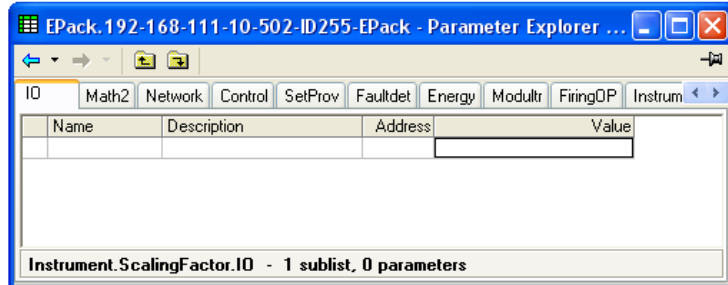 EPack.192-168-111-10-502-ID255-EPack - Parameter Explorer ...
IO Math2 Network Control SetProv Faultdet Energy Modultr FiringOP Instrum
Name Description Address Value
Instrument.ScalingFactor.IO - 1 sublist, 0 parameters